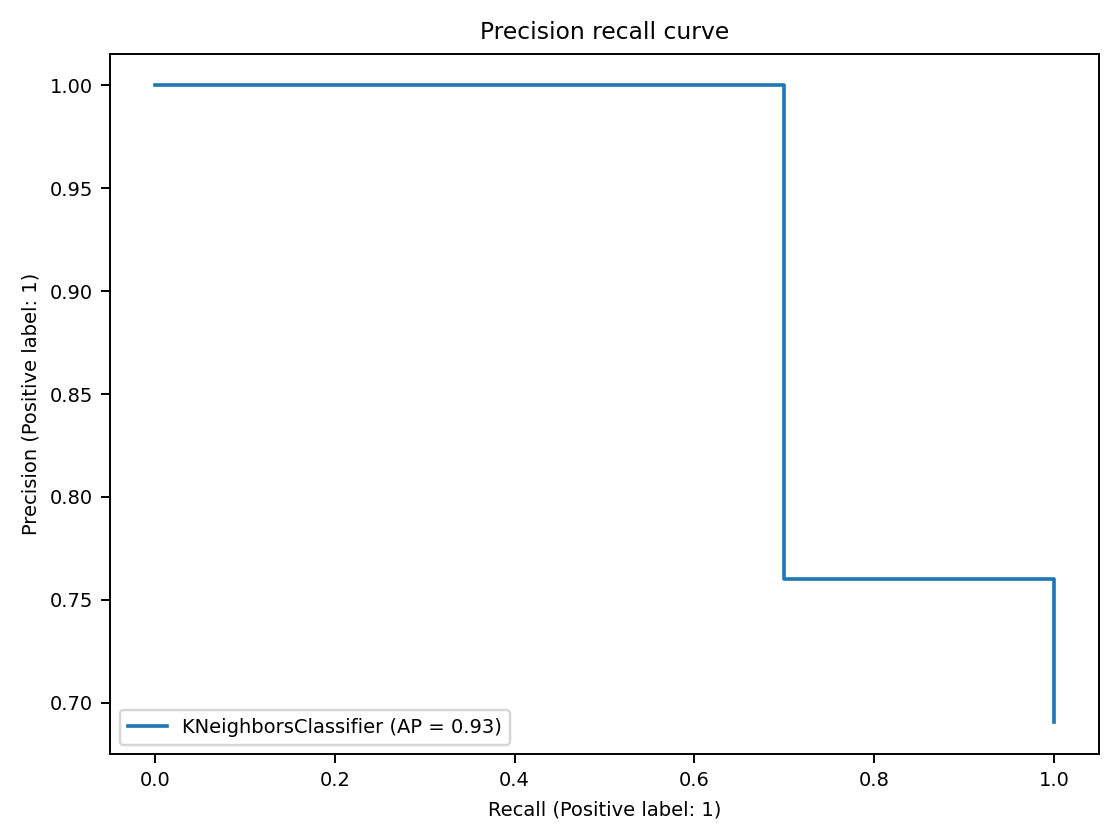 Precision recall curve
1.00
0.95
0.90
0.85
0.80
0.75
0.70
Precision (Positive label: 1)
KNeighborsClassifier (AP = 0.93)
0.0 0.2 0.4 0.6 0.8 1.0
Recall (Positive label: 1)